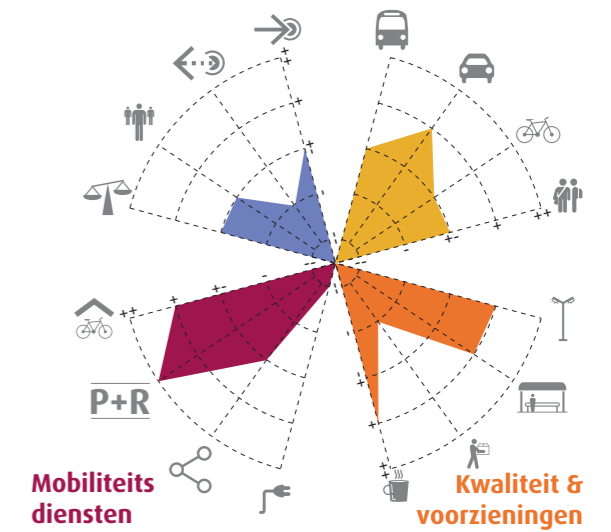 P+R
Mobiliteits
diensten
Kwaliteit &
voorzieningen